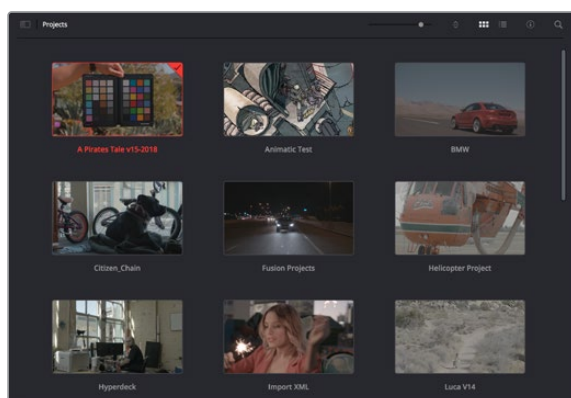 Projects
A Pirates Tale v15-2018
Animatic Test
BMW
Citizen_Chain
Fusion Projects
Helicopter Project
Hyperdeck
Import XML
Luca V14